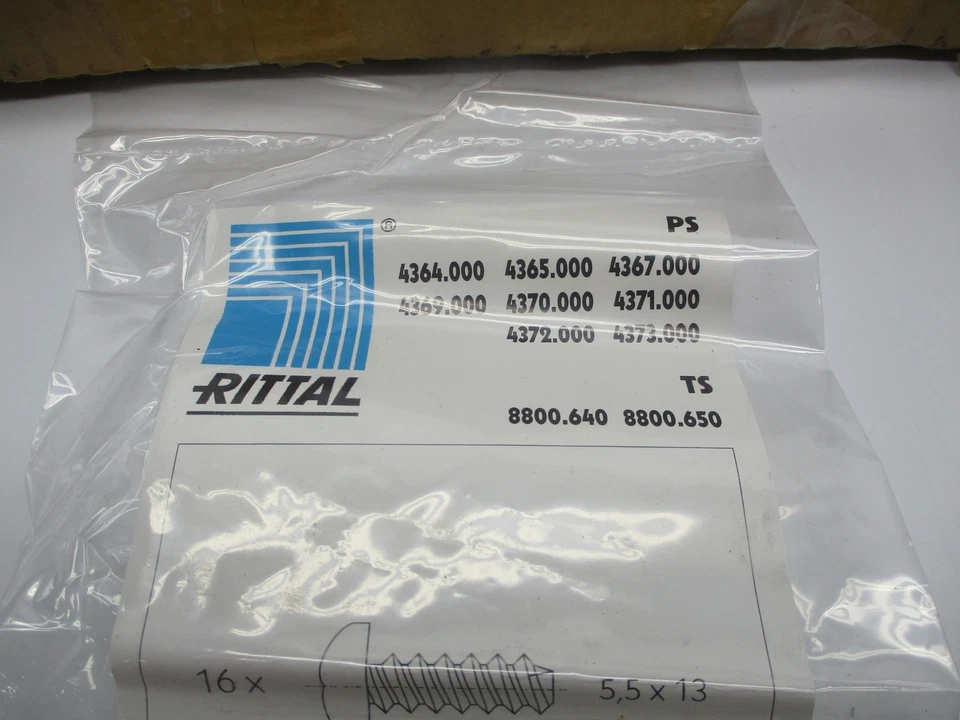 ®
PS
4364.000 4365.000 4367.000
4369.000 4370.000 4371.000
4372.000 4373.000
RITTAL
TS
8800.640 8800.650
16 x 5,5 x 13